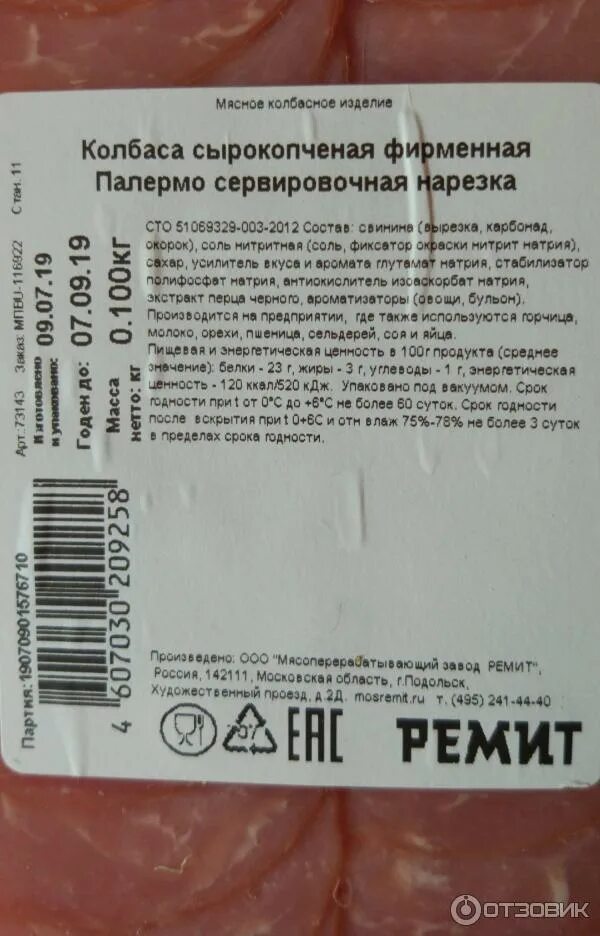 Мясное колбасное изделие
Колбаса сырокопченая фирменная
Палермо сервировочная нарезка
СТО 51069329-003-2012 Состав: свинина (вырезка, карбонад,
окорок), соль нитритная (соль, фиксатор окраски нитрит натрия),
сахар, усилитель вкуса и аромата глутамат натрия, стабилизатор
полифосфат натрия, антиокислитель изоаскорбат натрия,
экстракт перца черного, ароматизаторы (овощи, бульон).
Производится на предприятии, где также используются горчица,
молоко, орехи, пшеница, сельдерей, соя и яйца.
Пищевая и энергетическая ценность в 100г продукта (среднее
значение): белки - 23 г, жиры - 3 г, углеводы - 1 г, энергетическая
ценность - 120 ккал/520 кДж. Упаковано под вакуумом. Срок
годности при t от 0°С до +6°С не более 60 суток. Срок годности
после вскрытия при t 0+6С и отн влаж 75%-78% не более 3 суток
в пределах срока годности.
Арт.:73143 Заказ: МПВU-116922 Стан. 11
Изготовлено
и упаковано: 09.07.19
Годен до: 07.09.19
Масса
нетто: кг 0.100кг
Партия:19070901576710
4 607030 209258
Произведено: ООО "Мясоперерабатывающий завод РЕМИТ",
Россия, 142111, Московская область, г.Подольск,
Художественный проезд, д.2Д. mosremit.ru т. (495) 241-44-40
ЕАС
РЕМИТ
ОТЗОВИК